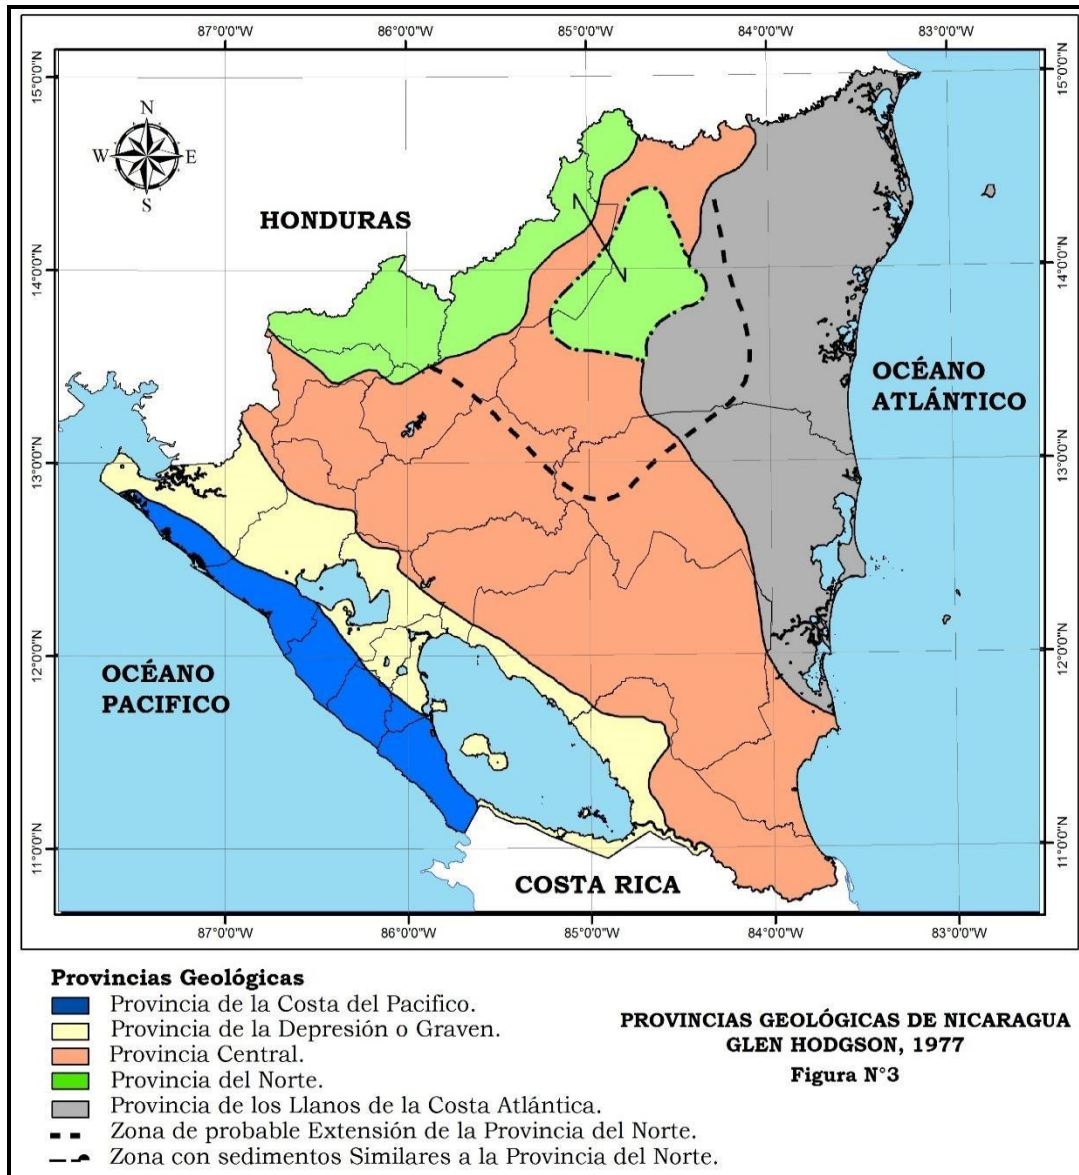 87°0'0"W 86°0'0"W 85°0'0"W 84°0'0"W 83°0'0"W
15°0'0"N 15°0'0"N
N
W E
S
HONDURAS
14°0'0"N 14°0'0"N
OCÉANO
ATLÁNTICO
13°0'0"N 13°0'0"N
12°0'0"N 12°0'0"N
OCÉANO
PACIFICO
11°0'0"N 11°0'0"N
COSTA RICA
87°0'0"W 86°0'0"W 85°0'0"W 84°0'0"W 83°0'0"W
Provincias Geológicas
Provincia de la Costa del Pacifico.
Provincia de la Depresión o Graven.
Provincia Central.
Provincia del Norte.
Provincia de los Llanos de la Costa Atlántica.
Zona de probable Extensión de la Provincia del Norte.
Zona con sedimentos Similares a la Provincia del Norte.
PROVINCIAS GEOLÓGICAS DE NICARAGUA
GLEN HODGSON, 1977
Figura N°3